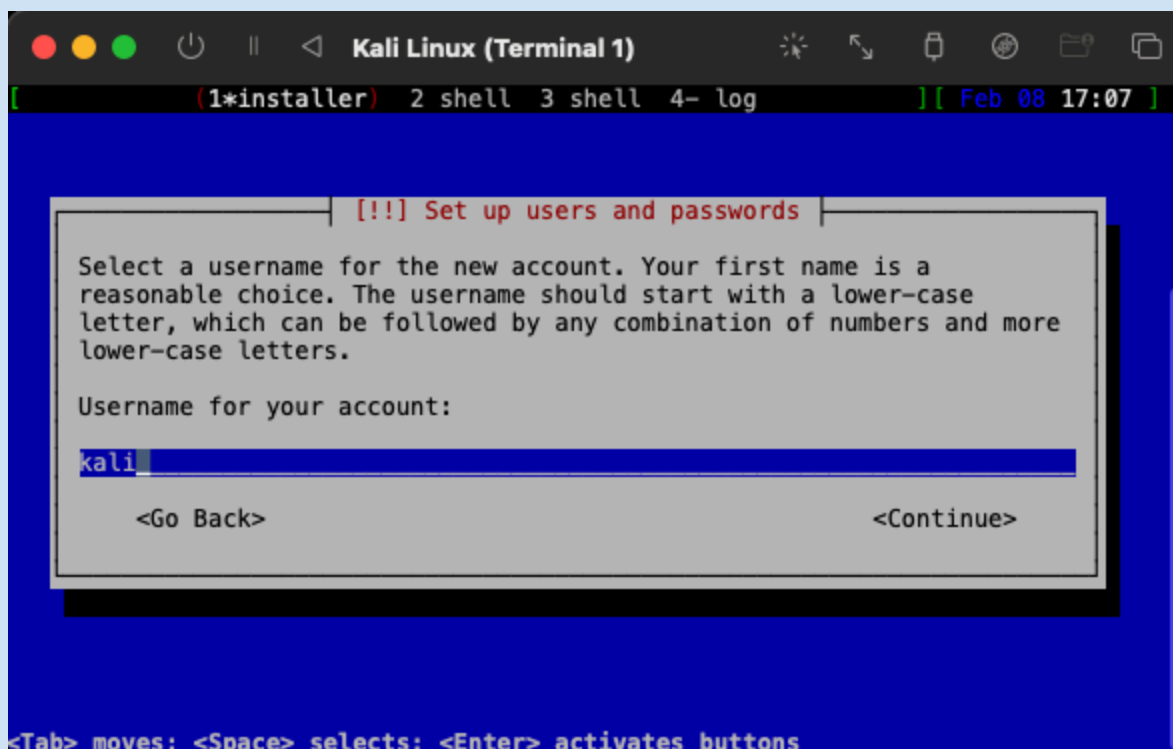 Kali Linux (Terminal 1)
[ (1*installer) 2 shell 3 shell 4- log ][ Feb 08 17:07 ]
[!!] Set up users and passwords
Select a username for the new account. Your first name is a
reasonable choice. The username should start with a lower-case
letter, which can be followed by any combination of numbers and more
lower-case letters.
Username for your account:
kali
<Go Back> <Continue>
<Tab> moves; <Space> selects; <Enter> activates buttons